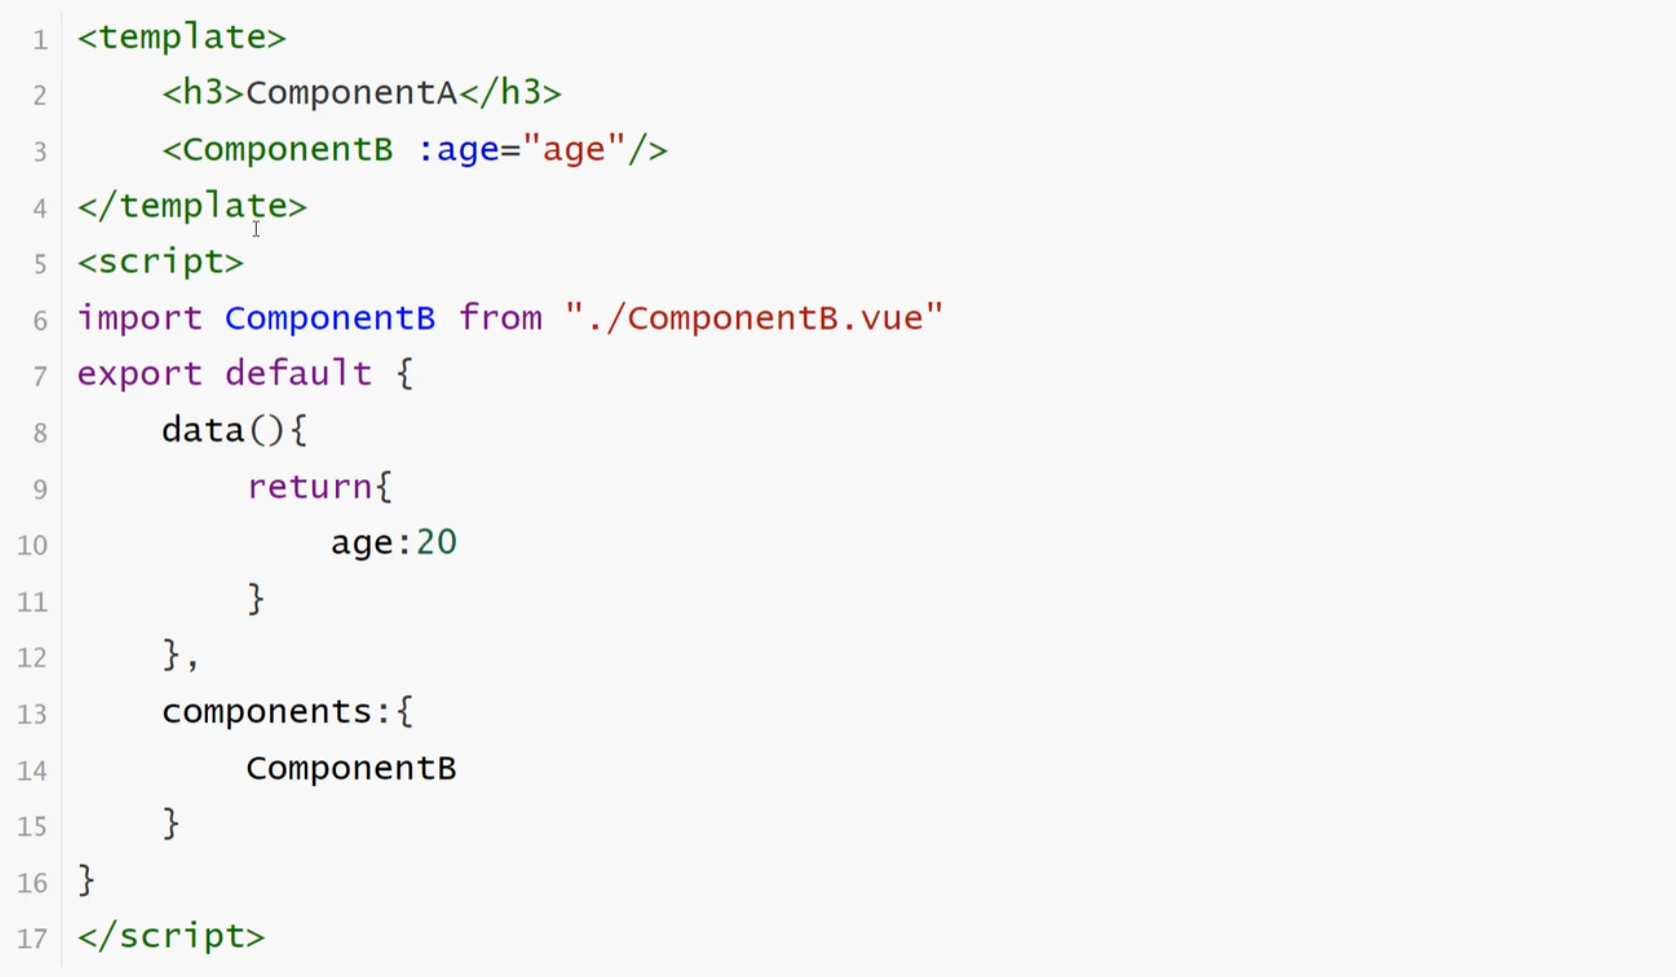 1 <template>
2     <h3>ComponentA</h3>
3     <ComponentB :age="age"/>
4 </template>
5 <script>
6 import ComponentB from "./ComponentB.vue"
7 export default {
8     data(){
9         return{
10             age:20
11         }
12     },
13     components:{
14         ComponentB
15     }
16 }
17 </script>